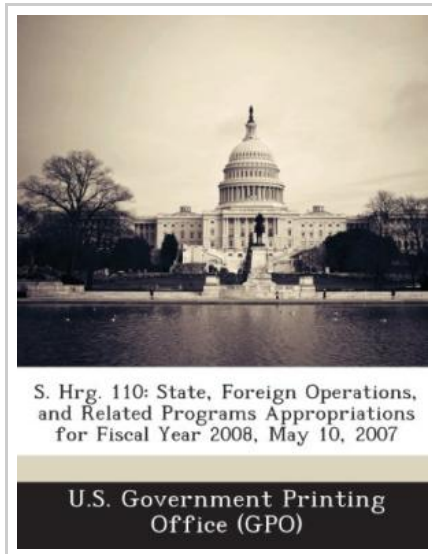 S. Hrg. 110: State, Foreign Operations,
and Related Programs Appropriations
for Fiscal Year 2008, May 10, 2007
U.S. Government Printing
Office (GPO)